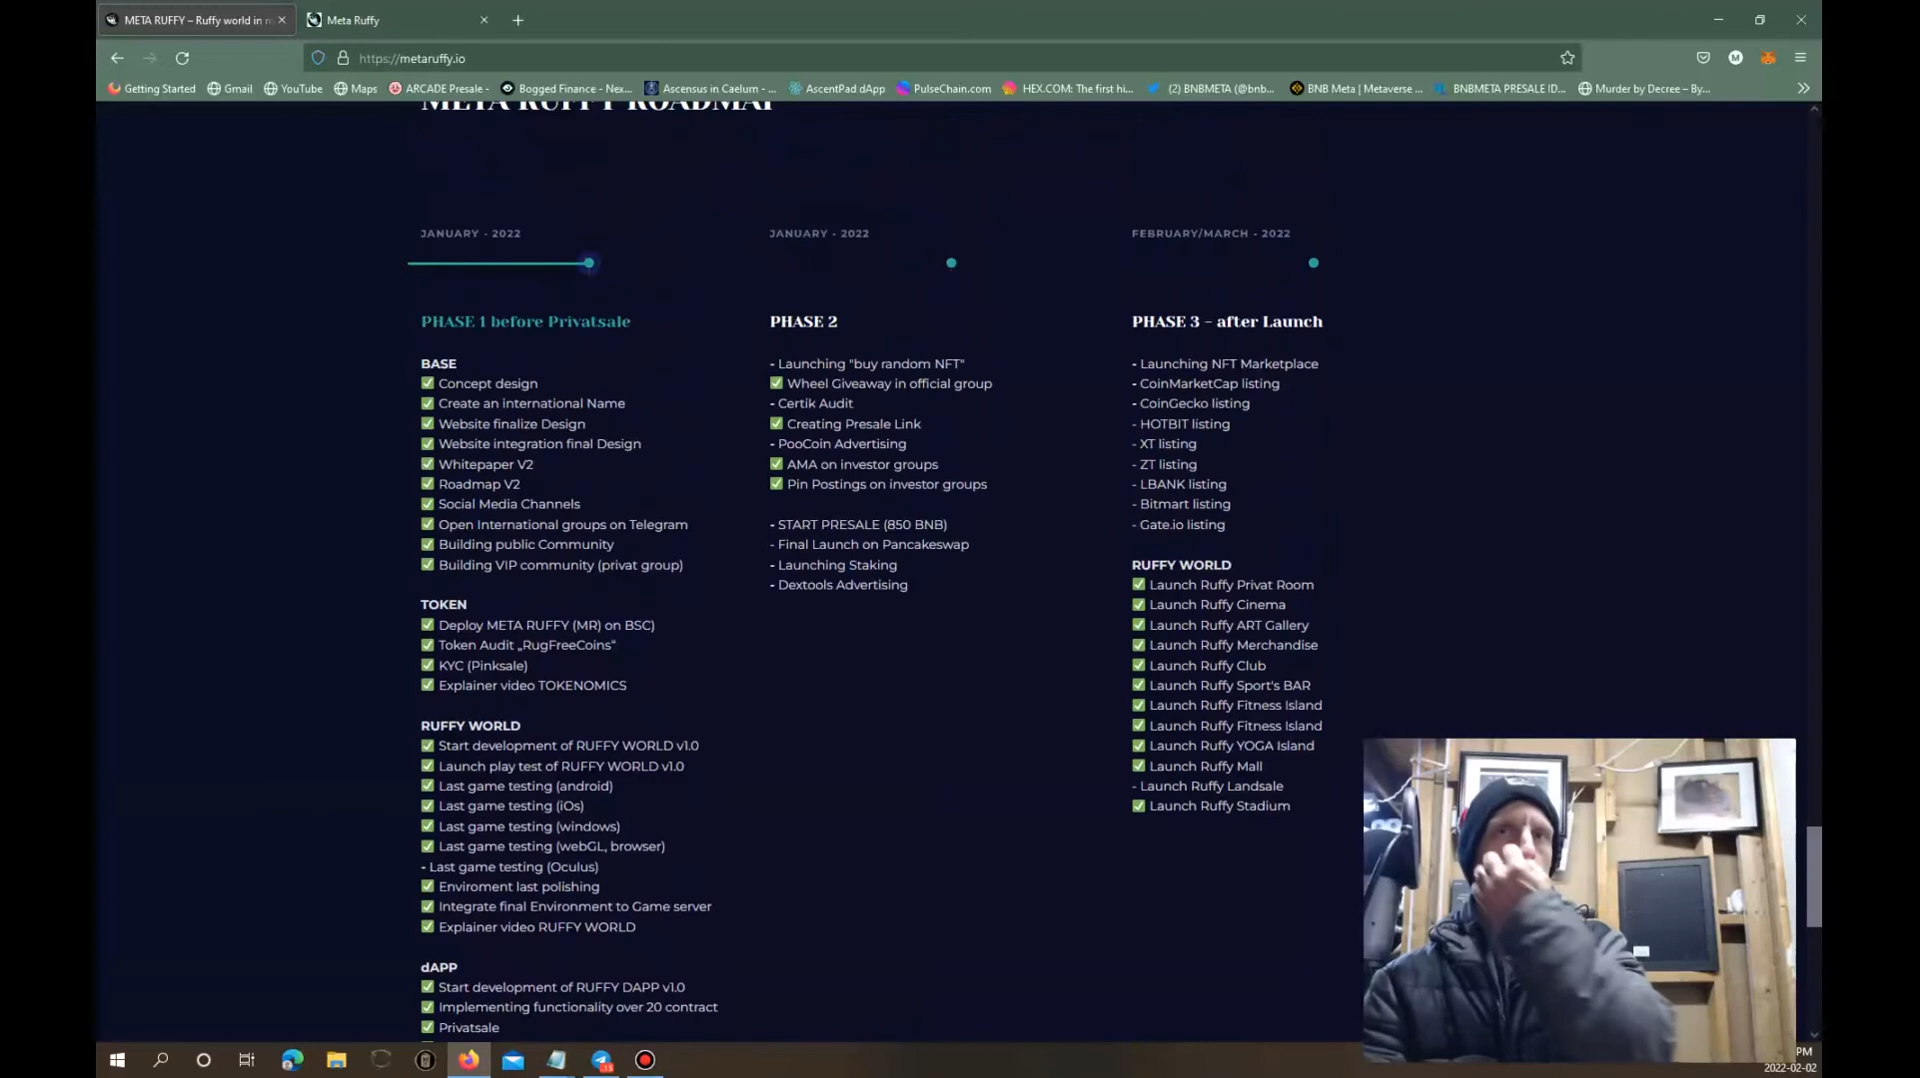 META RUFFY – Ruffy world in m
Meta Ruffy
https://metaruffy.io
Getting Started
Gmail
YouTube
Maps
ARCADE Presale -
Bogged Finance - Nex...
Ascensus in Caelum - ...
AscentPad dApp
PulseChain.com
HEX.COM: The first hi...
(2) BNBMETA (@bnb...
BNB Meta | Metaverse ...
BNBMETA PRESALE ID...
Murder by Decree – By...
META RUFFY ROADMAP
JANUARY - 2022
JANUARY - 2022
FEBRUARY/MARCH - 2022
PHASE 1 before Privatsale
BASE
✅ Concept design
✅ Create an international Name
✅ Website finalize Design
✅ Website integration final Design
✅ Whitepaper V2
✅ Roadmap V2
✅ Social Media Channels
✅ Open International groups on Telegram
✅ Building public Community
✅ Building VIP community (privat group)
TOKEN
✅ Deploy META RUFFY (MR) on BSC)
✅ Token Audit „RugFreeCoins“
✅ KYC (Pinksale)
✅ Explainer video TOKENOMICS
RUFFY WORLD
✅ Start development of RUFFY WORLD v1.0
✅ Launch play test of RUFFY WORLD v1.0
✅ Last game testing (android)
✅ Last game testing (iOs)
✅ Last game testing (windows)
✅ Last game testing (webGL, browser)
- Last game testing (Oculus)
✅ Enviroment last polishing
✅ Integrate final Environment to Game server
✅ Explainer video RUFFY WORLD
dAPP
✅ Start development of RUFFY DAPP v1.0
✅ Implementing functionality over 20 contract
✅ Privatsale
PHASE 2
- Launching "buy random NFT"
✅ Wheel Giveaway in official group
- Certik Audit
✅ Creating Presale Link
- PooCoin Advertising
✅ AMA on investor groups
✅ Pin Postings on investor groups
- START PRESALE (850 BNB)
- Final Launch on Pancakeswap
- Launching Staking
- Dextools Advertising
PHASE 3 - after Launch
- Launching NFT Marketplace
- CoinMarketCap listing
- CoinGecko listing
- HOTBIT listing
- XT listing
- ZT listing
- LBANK listing
- Bitmart listing
- Gate.io listing
RUFFY WORLD
✅ Launch Ruffy Privat Room
✅ Launch Ruffy Cinema
✅ Launch Ruffy ART Gallery
✅ Launch Ruffy Merchandise
✅ Launch Ruffy Club
✅ Launch Ruffy Sport's BAR
✅ Launch Ruffy Fitness Island
✅ Launch Ruffy Fitness Island
✅ Launch Ruffy YOGA Island
✅ Launch Ruffy Mall
- Launch Ruffy Landsale
✅ Launch Ruffy Stadium
PM
2022-02-02